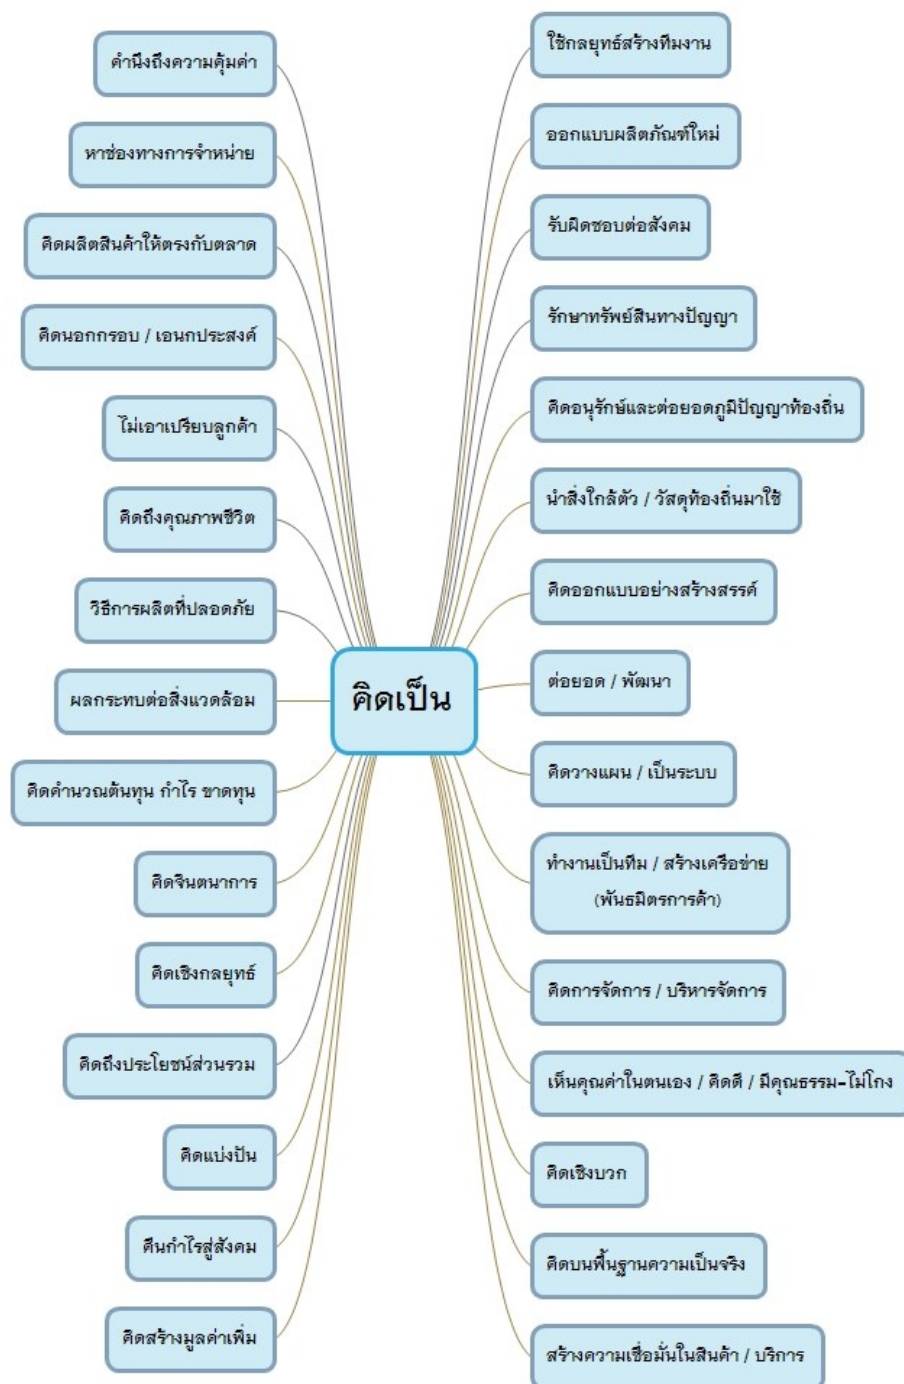 คำนึงถึงความคุ้มค่า
หาช่องทางการจำหน่าย
คิดผลิตสินค้าให้ตรงกับตลาด
คิดนอกกรอบ / เอนกประสงค์
ไม่เอาเปรียบลูกค้า
คิดถึงคุณภาพชีวิต
วิธีการผลิตที่ปลอดภัย
ผลกระทบต่อสิ่งแวดล้อม
คิดคำนวณต้นทุน กำไร ขาดทุน
คิดจินตนาการ
คิดเชิงกลยุทธ์
คิดถึงประโยชน์ส่วนรวม
คิดแบ่งปัน
คืนกำไรสู่สังคม
คิดสร้างมูลค่าเพิ่ม
คิดเป็น
ใช้กลยุทธ์สร้างทีมงาน
ออกแบบผลิตภัณฑ์ใหม่
รับผิดชอบต่อสังคม
รักษาทรัพย์สินทางปัญญา
คิดอนุรักษ์และต่อยอดภูมิปัญญาท้องถิ่น
นำสิ่งใกล้ตัว / วัสดุท้องถิ่นมาใช้
คิดออกแบบอย่างสร้างสรรค์
ต่อยอด / พัฒนา
คิดวางแผน / เป็นระบบ
ทำงานเป็นทีม / สร้างเครือข่าย
(พันธมิตรการค้า)
คิดการจัดการ / บริหารจัดการ
เห็นคุณค่าในตนเอง / คิดดี / มีคุณธรรม-ไม่โกง
คิดเชิงบวก
คิดบนพื้นฐานความเป็นจริง
สร้างความเชื่อมั่นในสินค้า / บริการ